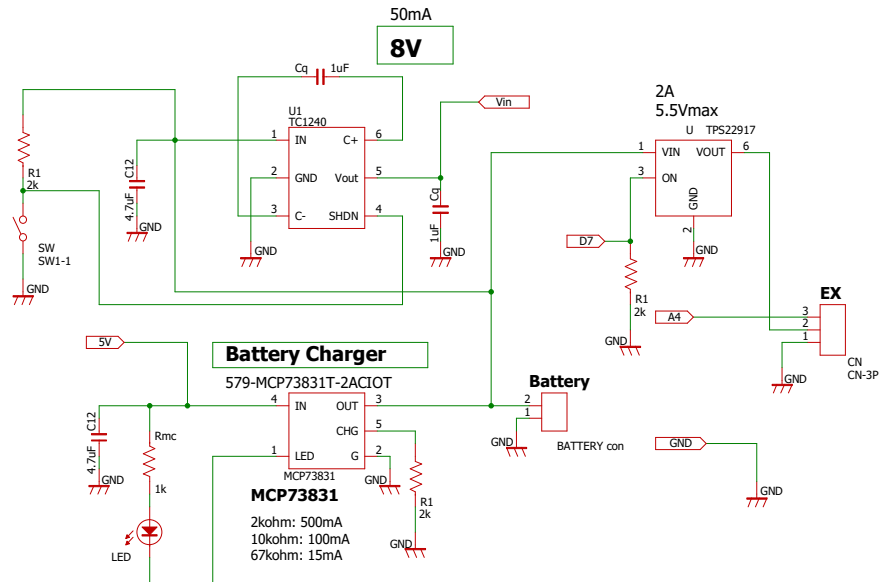 50mA
8V
Cq
1uF
Vin
U1
TC1240
1
IN
C+
6
2
GND
Vout
5
3
C-
SHDN
4
R1
2k
C12
4.7uF
GND
SW
SW1-1
GND
GND
Cq
1uF
GND
2A
5.5Vmax
U
TPS22917
1
VIN
VOUT
6
3
ON
GND
2
GND
D7
R1
2k
GND
A4
EX
3
2
1
CN
CN-3P
GND
5V
Battery Charger
579-MCP73831T-2ACIOT
4
IN
OUT
3
CHG
5
1
LED
G
2
MCP73831
C12
4.7uF
GND
Rmc
1k
LED
GND
R1
2k
GND
MCP73831
2kohm: 500mA
10kohm: 100mA
67kohm: 15mA
Battery
2
1
GND
BATTERY con
GND
GND